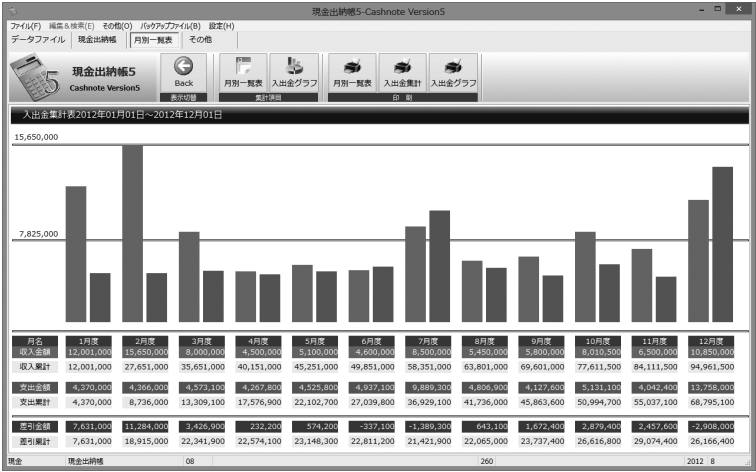 現金出納帳5-Cashnote Version5
ファイル(F) 編集&検索(E) その他(O) バックアップファイル(B) 設定(H)
データファイル 現金出納帳 月別一覧表 その他
現金出納帳5
Cashnote Version5
Back 月別一覧表 入出金グラフ 月別一覧表 入出金集計 入出金グラフ
表示切替 集計項目 印 刷
入出金集計表2012年01月01日～2012年12月01日
15,650,000
7,825,000
月名 1月度 2月度 3月度 4月度 5月度 6月度 7月度 8月度 9月度 10月度 11月度 12月度
収入金額 12,001,000 15,650,000 8,000,000 4,500,000 5,100,000 4,600,000 8,500,000 5,450,000 5,800,000 8,010,500 6,500,000 10,850,000
収入累計 12,001,000 27,651,000 35,651,000 40,151,000 45,251,000 49,851,000 58,351,000 63,801,000 69,601,000 77,611,500 84,111,500 94,961,500
支出金額 4,370,000 4,366,000 4,573,100 4,267,800 4,525,800 4,937,100 9,889,300 4,806,900 4,127,600 5,131,100 4,042,400 13,758,000
支出累計 4,370,000 8,736,000 13,309,100 17,576,900 22,102,700 27,039,800 36,929,100 41,736,000 45,863,600 50,994,700 55,037,100 68,795,100
差引金額 7,631,000 11,284,000 3,426,900 232,200 574,200 -337,100 -1,389,300 643,100 1,672,400 2,879,400 2,457,600 -2,908,000
差引累計 7,631,000 18,915,000 22,341,900 22,574,100 23,148,300 22,811,200 21,421,900 22,065,000 23,737,400 26,616,800 29,074,400 26,166,400
現金 現金出納帳 08 260 2012 8